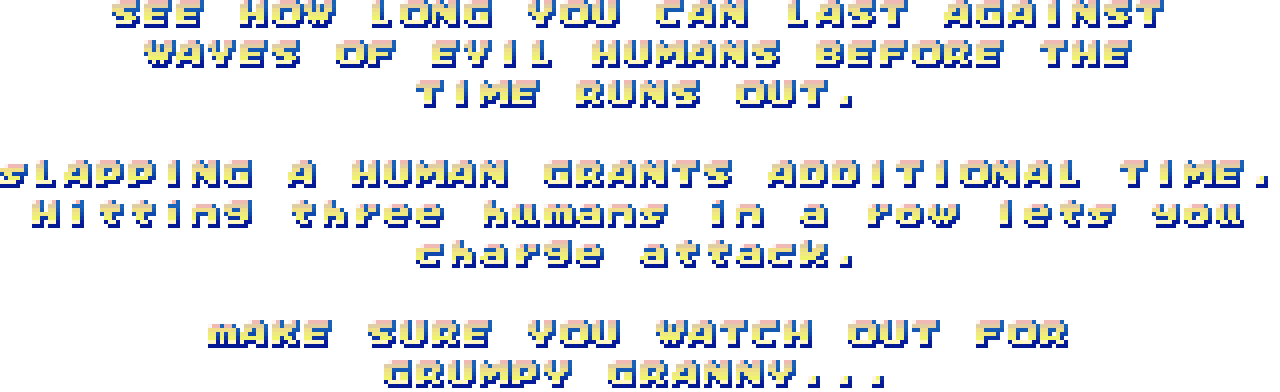 SEE HOW LONG YOU CAN LAST AGAINST
WAVES OF EVIL HUMANS BEFORE THE
TIME RUNS OUT.
sLAPPING A HUMAN GRANTS ADDITIONAL TIME.
Hitting three humans in a row lets you
charge attack.
mAKE SURE YOU WATCH OUT FOR
GRUMPY GRANNY...